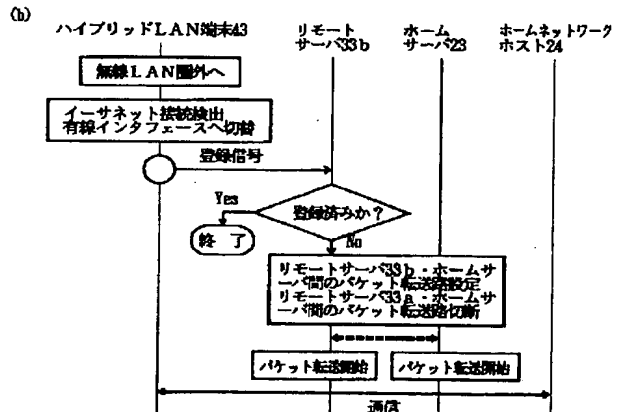 (b)
ハイブリッドLAN端末43
リモート
サーバ33b
ホーム
サーバ23
ホームネットワーク
ホスト24
無線LAN圏外へ
イーサネット接続検出
有線インタフェースへ切替
登録信号
Yes
登録済みか？
終 了
No
リモートサーバ33b・ホームサ
ーバ間のパケット転送路設定
リモートサーバ33a・ホームサ
ーバ間のパケット転送路切断
パケット転送開始
パケット転送開始
通信